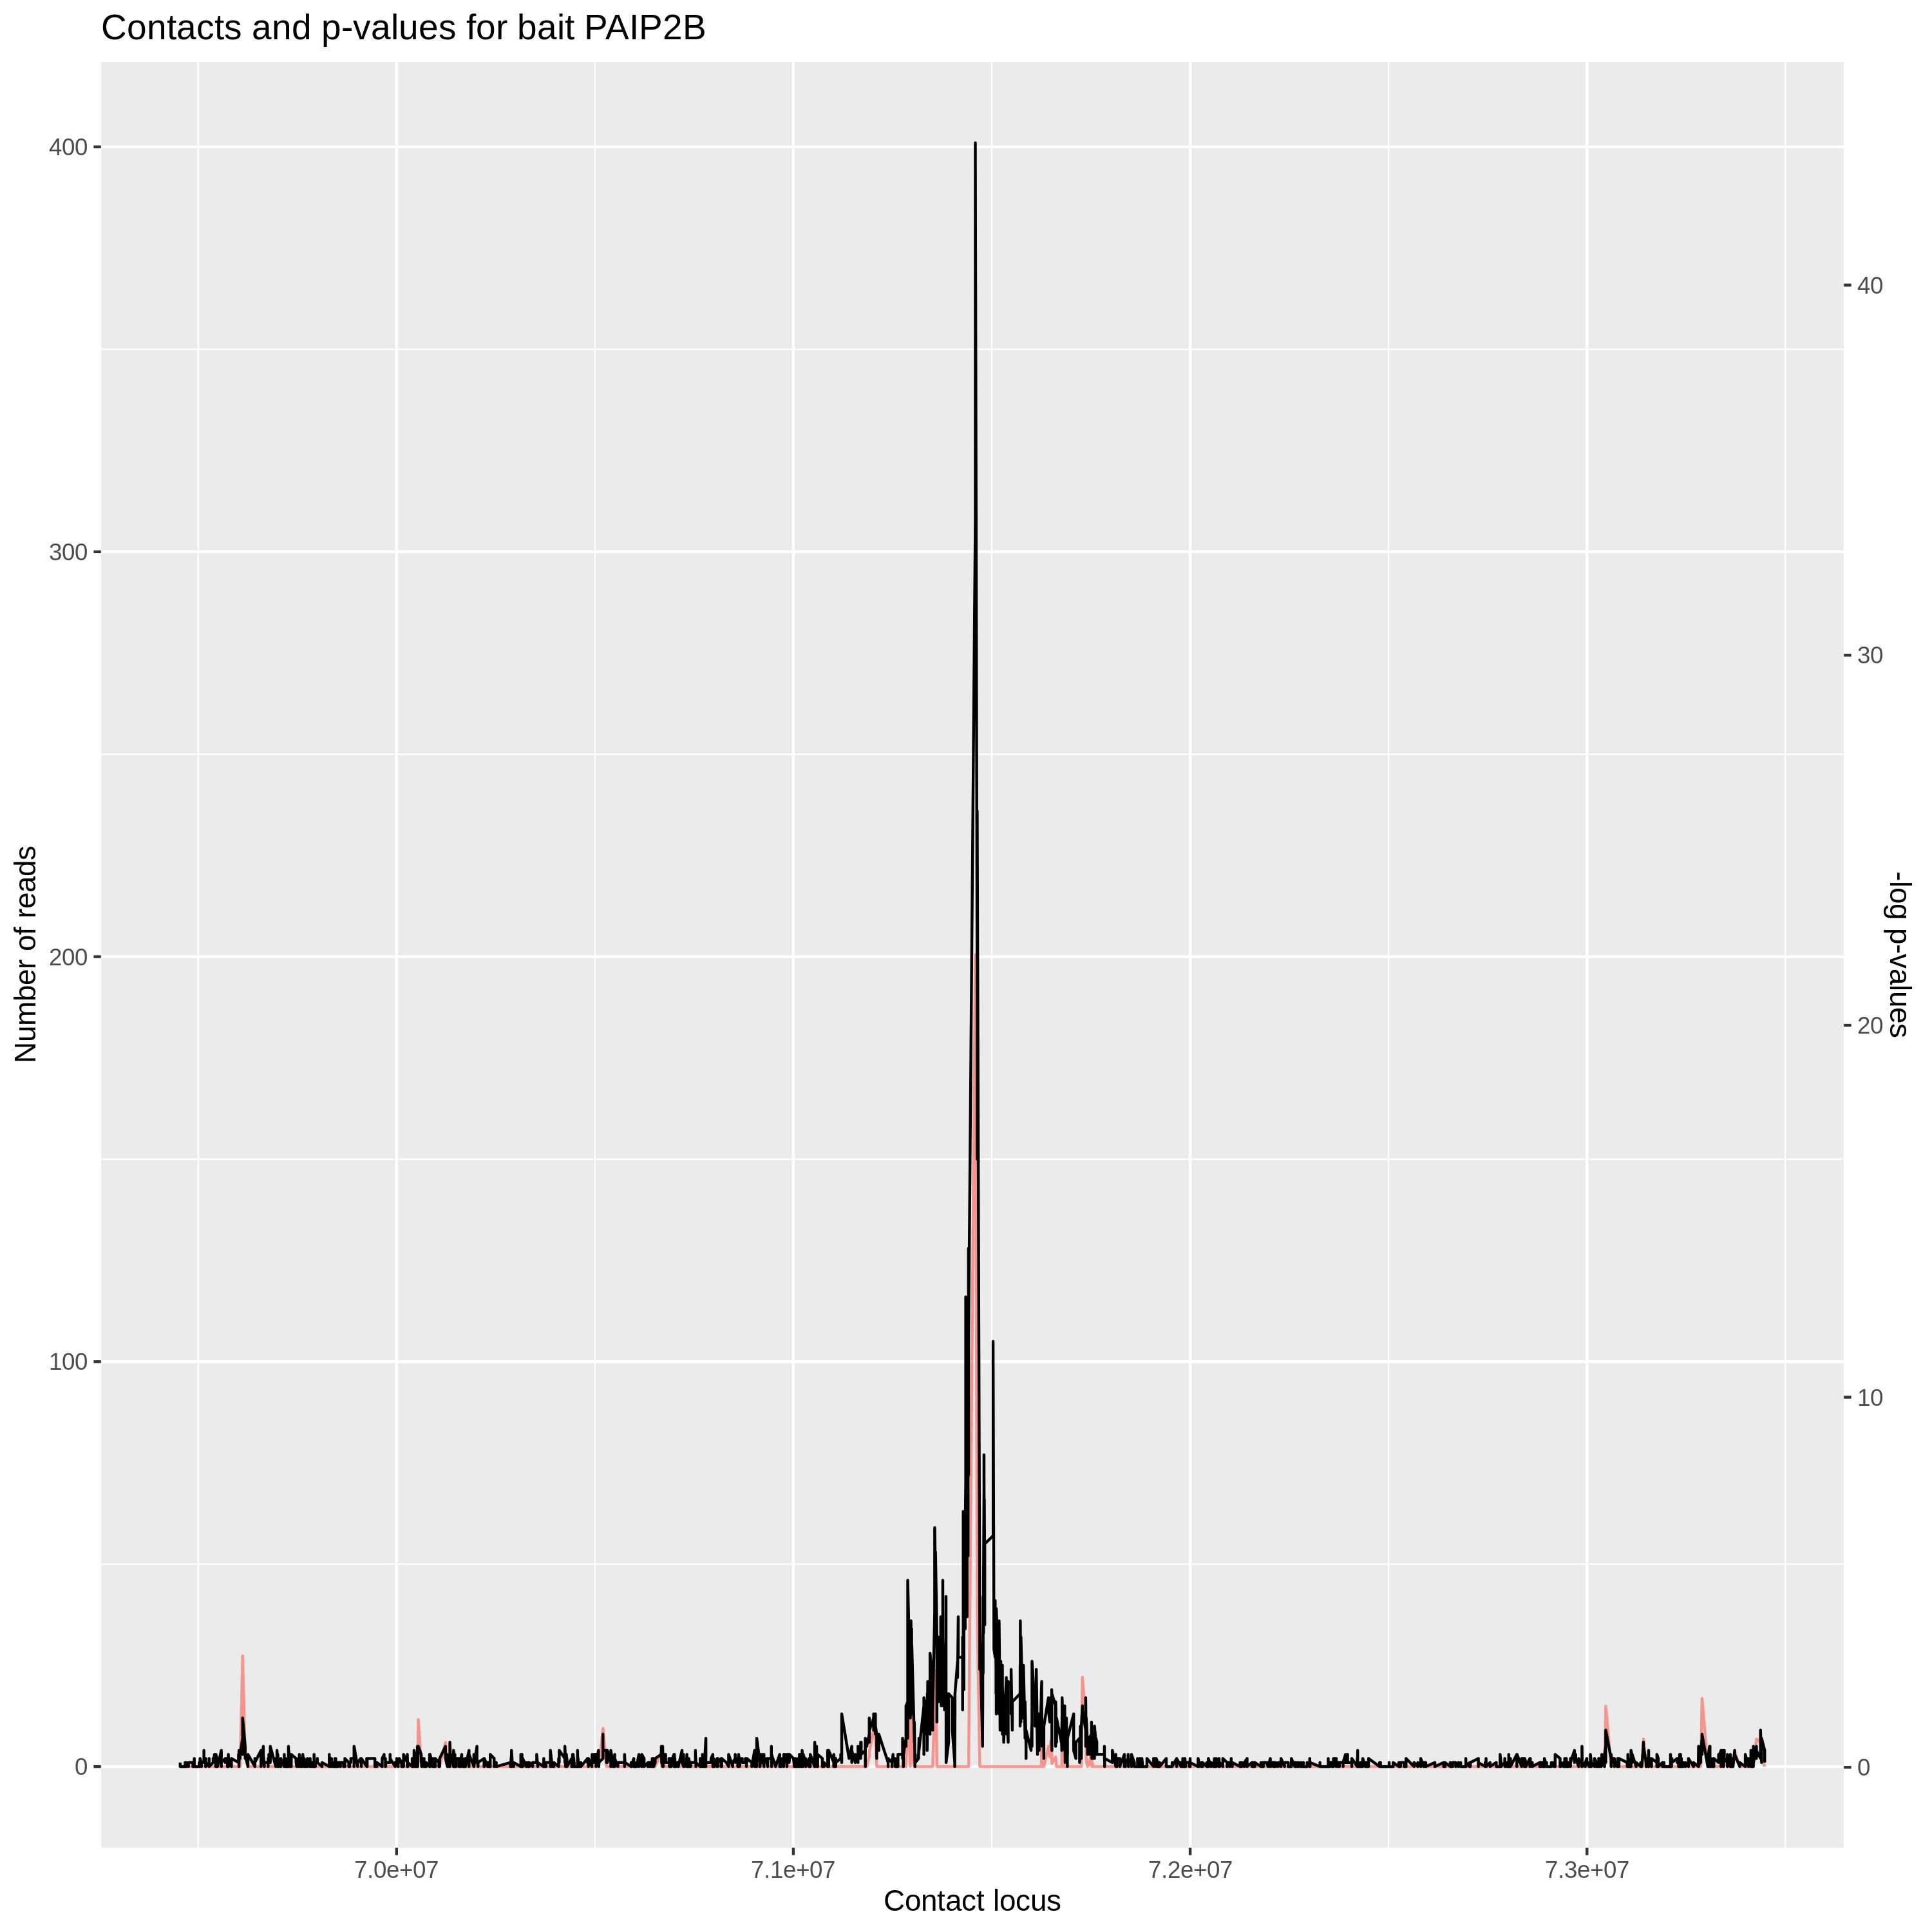 Contacts and p-values for bait PAIP2B
400
300
200
100
0
Number of reads
40
30
20
10
0
-log p-values
7.0e+07
7.1e+07
7.2e+07
7.3e+07
Contact locus